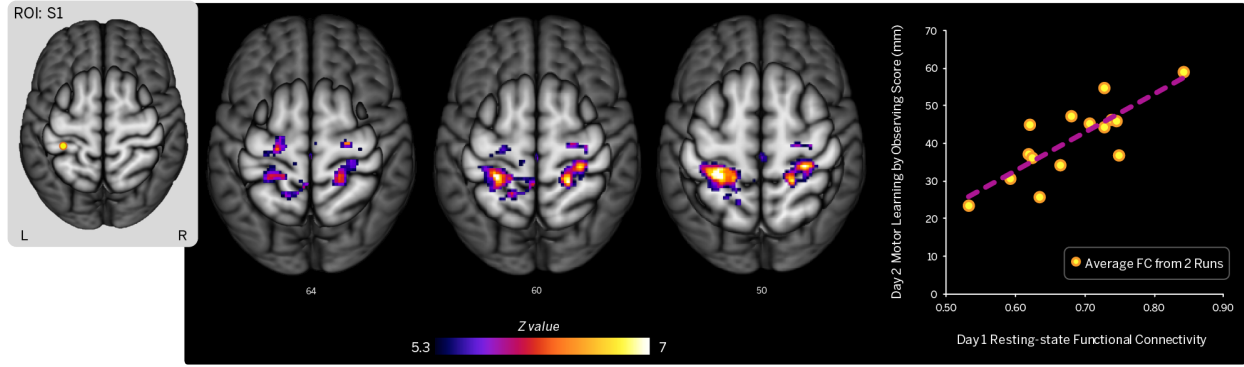 ROI: S1
L
R
64
60
50
Z value
5.3
7
Day 2 Motor Learning by Observing Score (mm)
70
60
50
40
30
20
10
0
0.50
0.60
0.70
0.80
0.90
Average FC from 2 Runs
Day 1 Resting-state Functional Connectivity